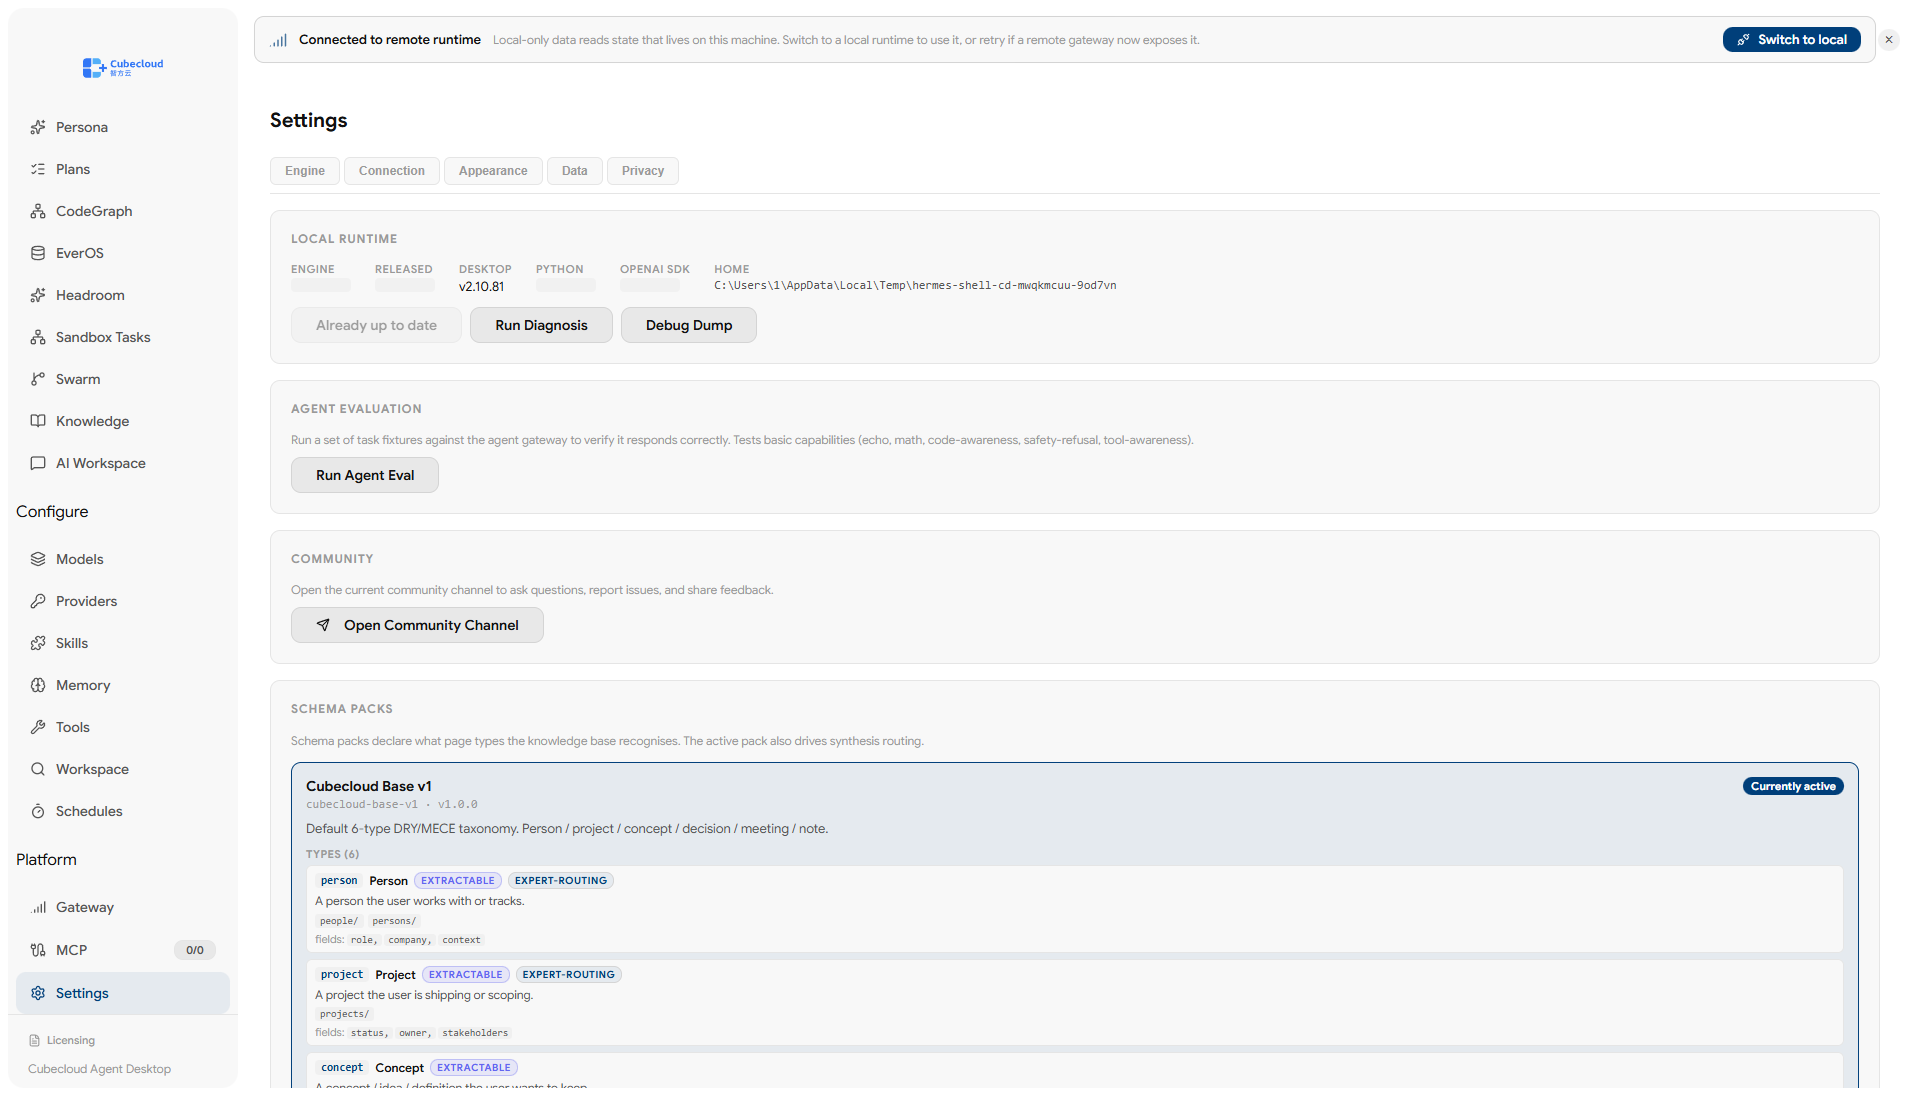 Cubecloud
智方云
Persona
Plans
CodeGraph
EverOS
Headroom
Sandbox Tasks
Swarm
Knowledge
AI Workspace
Configure
Models
Providers
Skills
Memory
Tools
Workspace
Schedules
Platform
Gateway
MCP 0/0
Settings
Licensing
Cubecloud Agent Desktop
Connected to remote runtime Local-only data reads state that lives on this machine. Switch to a local runtime to use it, or retry if a remote gateway now exposes it. Switch to local
Settings
Engine Connection Appearance Data Privacy
LOCAL RUNTIME
ENGINE RELEASED DESKTOP PYTHON OPENAI SDK HOME
v2.10.81 C:\Users\1\AppData\Local\Temp\hermes-shell-cd-mwqkmcuu-9od7vn
Already up to date Run Diagnosis Debug Dump
AGENT EVALUATION
Run a set of task fixtures against the agent gateway to verify it responds correctly. Tests basic capabilities (echo, math, code-awareness, safety-refusal, tool-awareness).
Run Agent Eval
COMMUNITY
Open the current community channel to ask questions, report issues, and share feedback.
Open Community Channel
SCHEMA PACKS
Schema packs declare what page types the knowledge base recognises. The active pack also drives synthesis routing.
Cubecloud Base v1 Currently active
cubecloud-base-v1 · v1.0.0
Default 6-type DRY/MECE taxonomy. Person / project / concept / decision / meeting / note.
TYPES (6)
person Person EXTRACTABLE EXPERT-ROUTING
A person the user works with or tracks.
people/ persons/
fields: role, company, context
project Project EXTRACTABLE EXPERT-ROUTING
A project the user is shipping or scoping.
projects/
fields: status, owner, stakeholders
concept Concept EXTRACTABLE
A concept / idea / definition the user wants to keep.